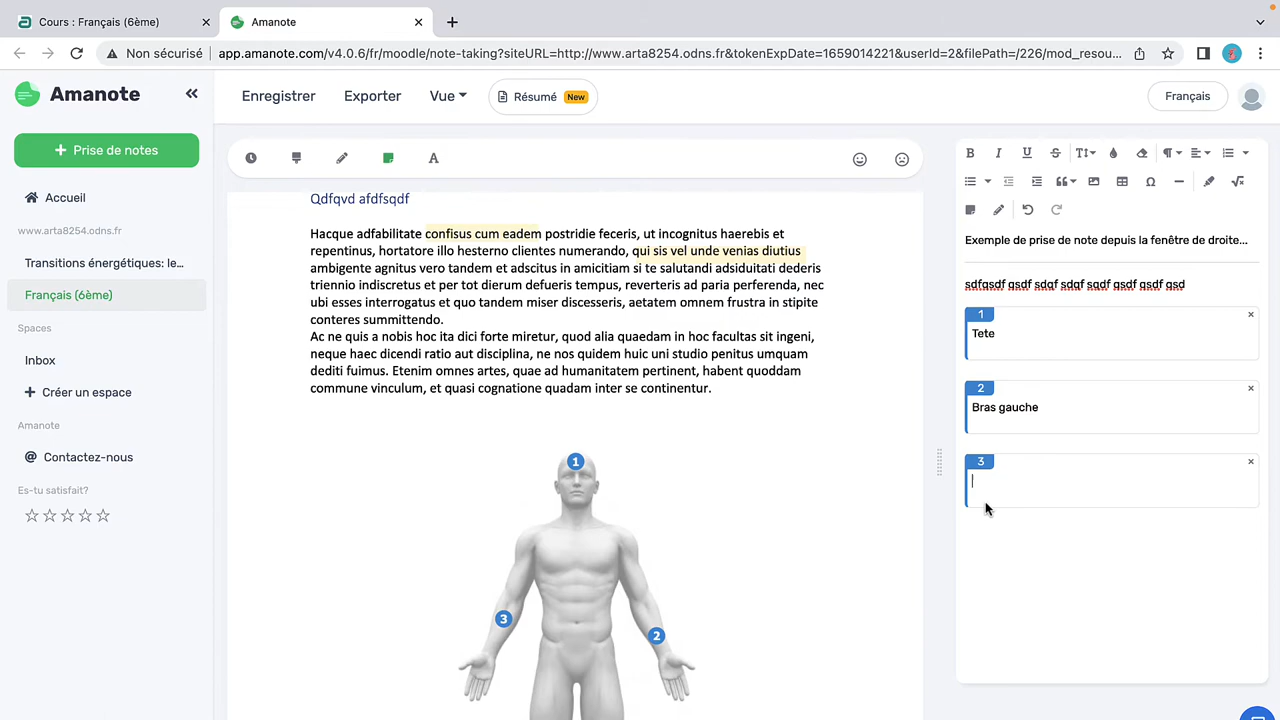 Cours : Français (6ème)
Amanote
Non sécurisé
app.amanote.com/v4.0.6/fr/moodle/note-taking?siteURL=http://www.arta8254.odns.fr&tokenExpDate=1659014221&userId=2&filePath=/226/mod_resou...
Amanote
Enregistrer Exporter Vue Résumé New
Français
Prise de notes
Accueil
www.arta8254.odns.fr
Transitions énergétiques: le...
Français (6ème)
Spaces
Inbox
Créer un espace
Amanote
@ Contactez-nous
Es-tu satisfait?
Qdfqvd afdfsqdf
Hacque adfabilitate confisus cum eadem postridie feceris, ut incognitus haerebis et
repentinus, hortatore illo hesterno clientes numerando, qui sis vel unde venias diutius
ambigente agnitus vero tandem et adscitus in amicitiam si te salutandi adsiduitati dederis
triennio indiscretus et per tot dierum defueris tempus, reverteris ad paria perferenda, nec
ubi esses interrogatus et quo tandem miser discesseris, aetatem omnem frustra in stipite
conteres summittendo.
Ac ne quis a nobis hoc ita dici forte miretur, quod alia quaedam in hoc facultas sit ingeni,
neque haec dicendi ratio aut disciplina, ne nos quidem huic uni studio penitus umquam
dediti fuimus. Etenim omnes artes, quae ad humanitatem pertinent, habent quoddam
commune vinculum, et quasi cognatione quadam inter se continentur.
1
3
2
Exemple de prise de note depuis la fenêtre de droite...
sdfqsdf qsdf sdqf sdqf sqdf qsdf qsdf qsd
1
Tete
2
Bras gauche
3